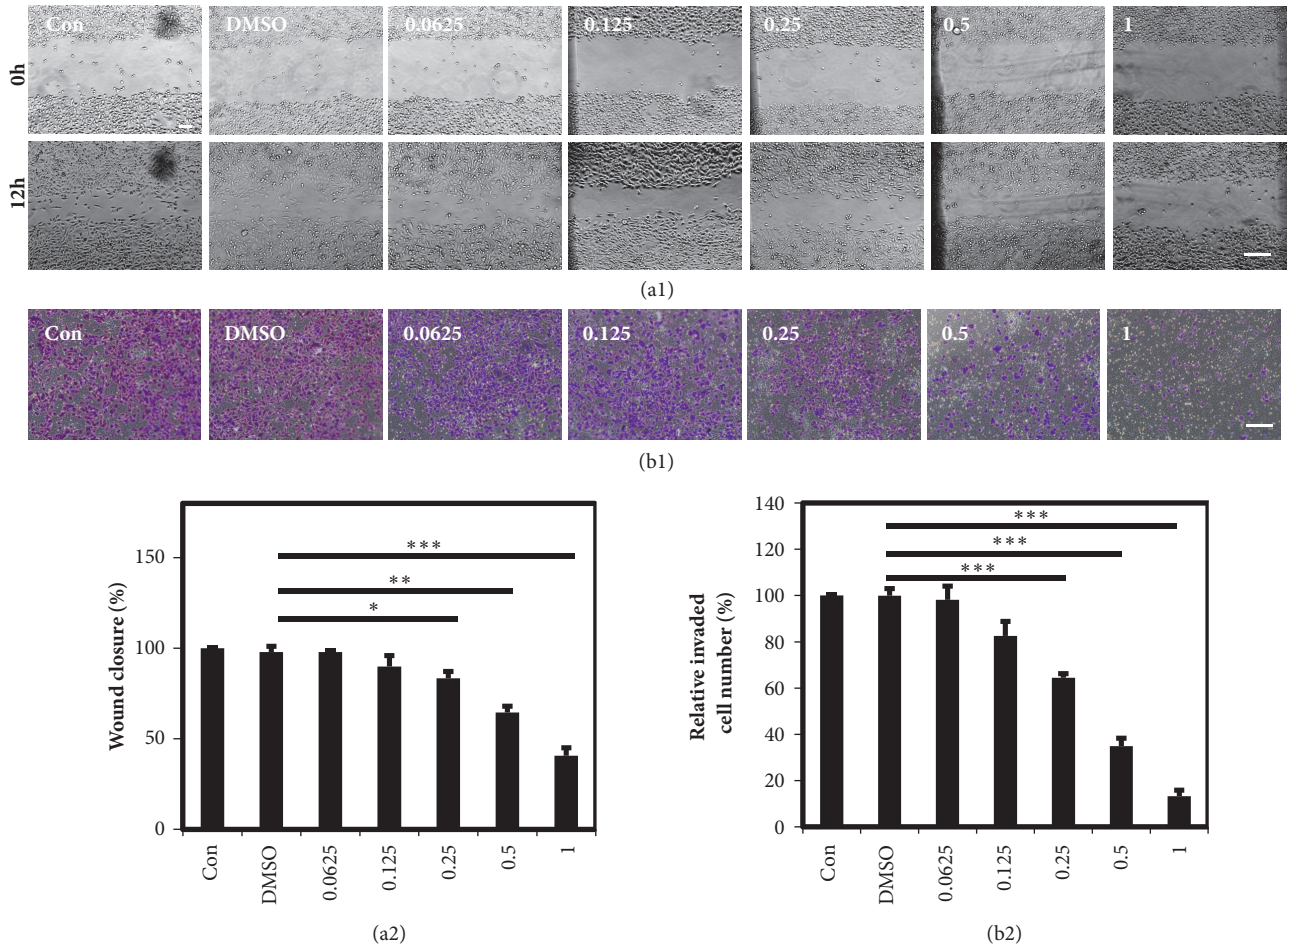 Con DMSO 0.0625 0.125 0.25 0.5 1
0h
12h
(a1)
Con DMSO 0.0625 0.125 0.25 0.5 1
(b1)
Wound closure (%)
150
100
50
0
***
**
*
Con DMSO 0.0625 0.125 0.25 0.5 1
(a2)
Relative invaded
cell number (%)
140
120
100
80
60
40
20
0
***
***
***
Con DMSO 0.0625 0.125 0.25 0.5 1
(b2)